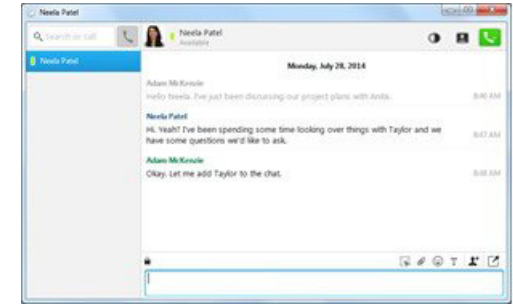 Neela Patel
Search or call
Neela Patel
Available
Neela Patel
Monday, July 28, 2014
Adam McKenzie
Hello Neela. I've just been discussing our project plans with Anita.
8:46 AM
Neela Patel
Hi. Yeah? I've been spending some time looking over things with Taylor and we
have some questions we'd like to ask.
8:47 AM
Adam McKenzie
Okay. Let me add Taylor to the chat.
8:48 AM
T